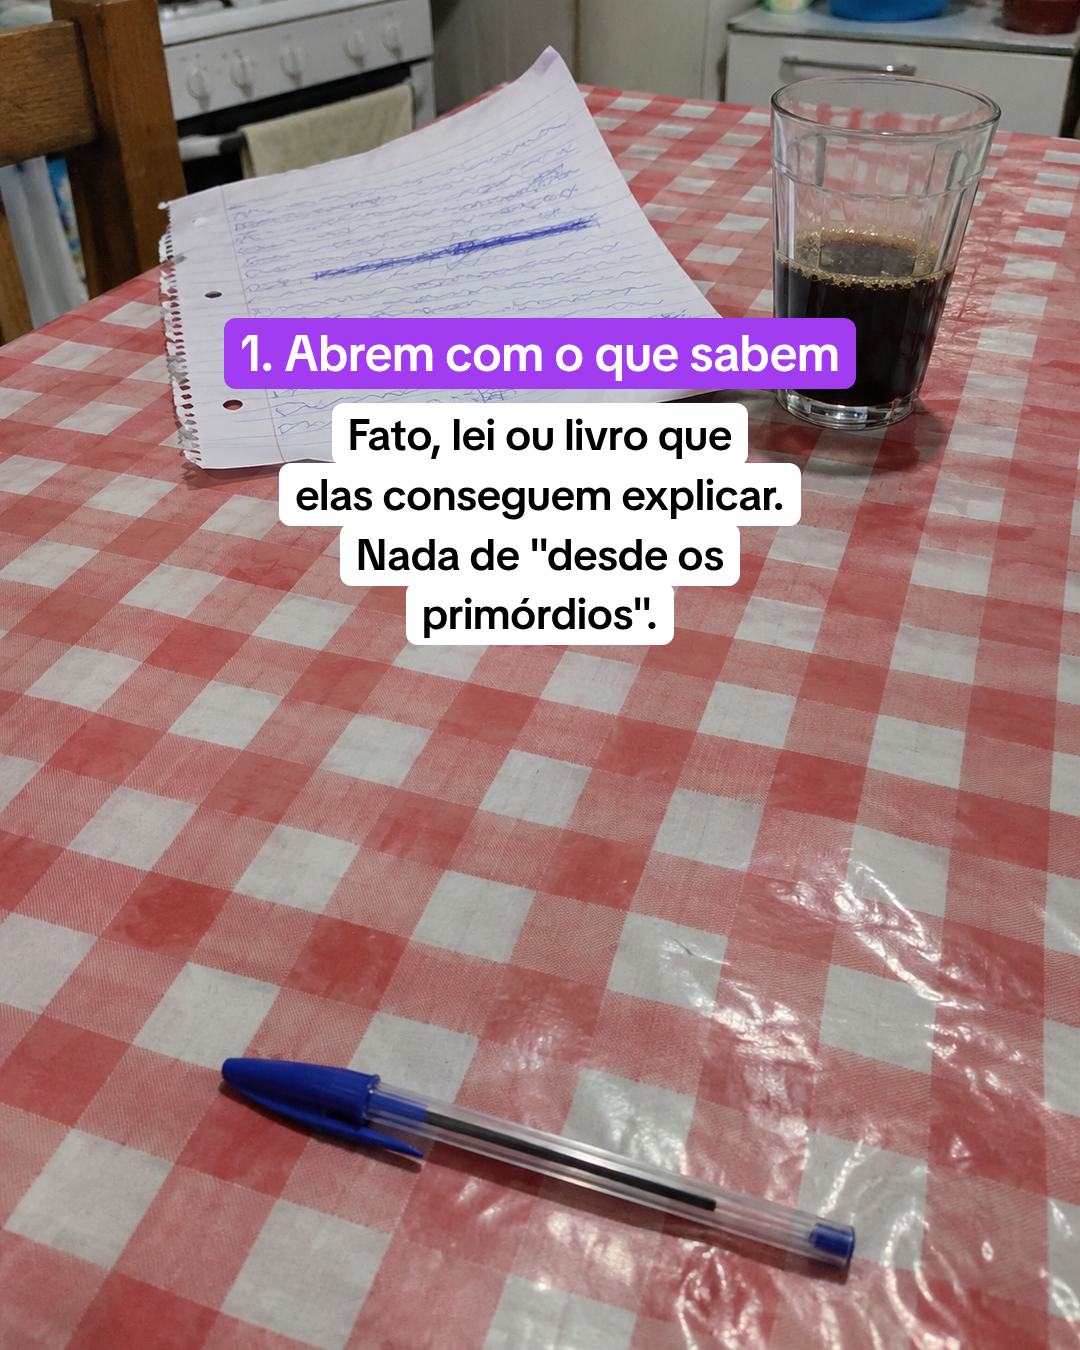 1. Abrem com o que sabem
Fato, lei ou livro que
elas conseguem explicar.
Nada de "desde os
primórdios".